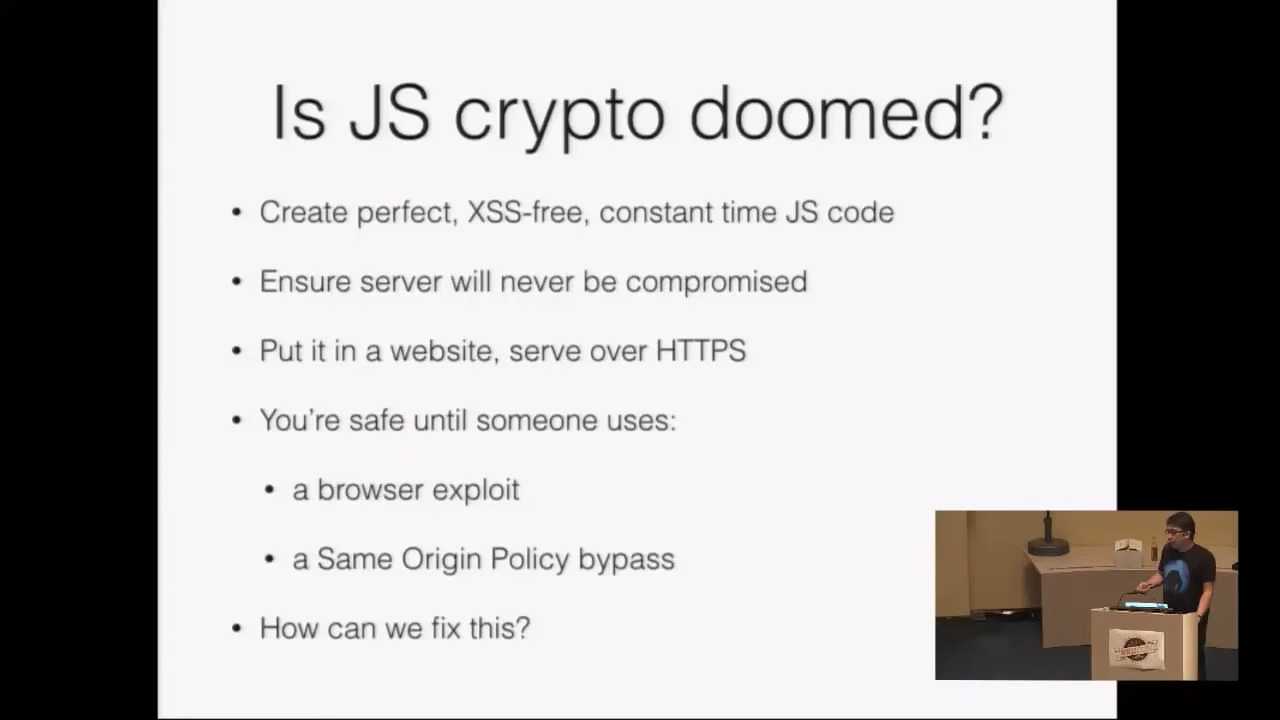 Is JS crypto doomed?
• Create perfect, XSS-free, constant time JS code
• Ensure server will never be compromised
• Put it in a website, serve over HTTPS
• You're safe until someone uses:
• a browser exploit
• a Same Origin Policy bypass
• How can we fix this?